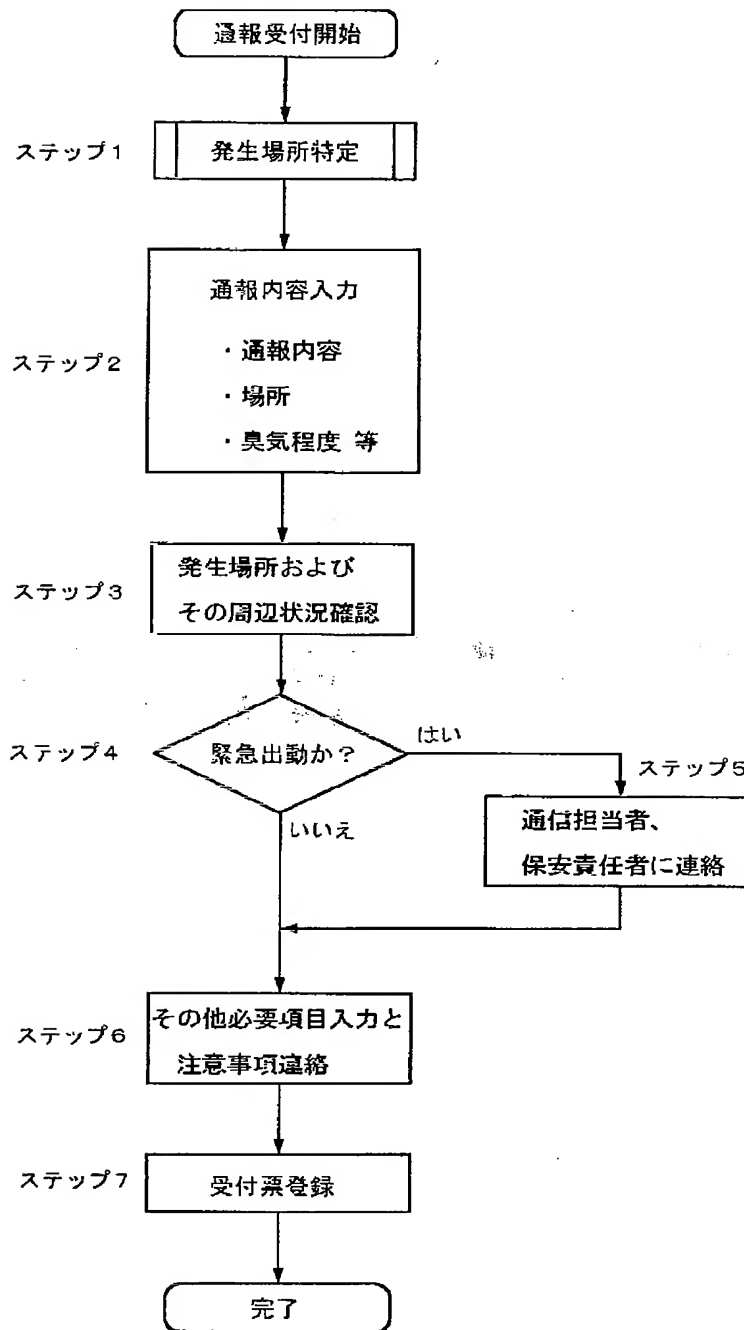 通報受付開始
ステップ1
発生場所特定
ステップ2
通報内容入力
・通報内容
・場所
・臭気程度 等
ステップ3
発生場所および
その周辺状況確認
ステップ4
緊急出動か?
はい
いいえ
ステップ5
通信担当者、
保安責任者に連絡
ステップ6
その他必要項目入力と
注意事項連絡
ステップ7
受付票登録
完了